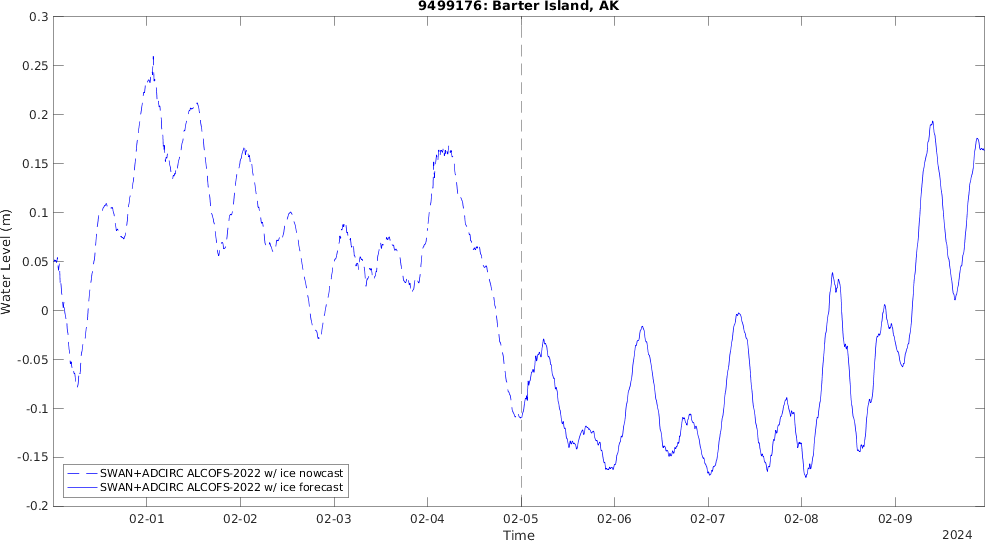 9499176: Barter Island, AK
0.3
0.25
0.2
0.15
0.1
0.05
0
-0.05
-0.1
-0.15
-0.2
Water Level (m)
SWAN+ADCIRC ALCOFS-2022 w/ ice nowcast
SWAN+ADCIRC ALCOFS-2022 w/ ice forecast
02-01 02-02 02-03 02-04 02-05 02-06 02-07 02-08 02-09
Time
2024